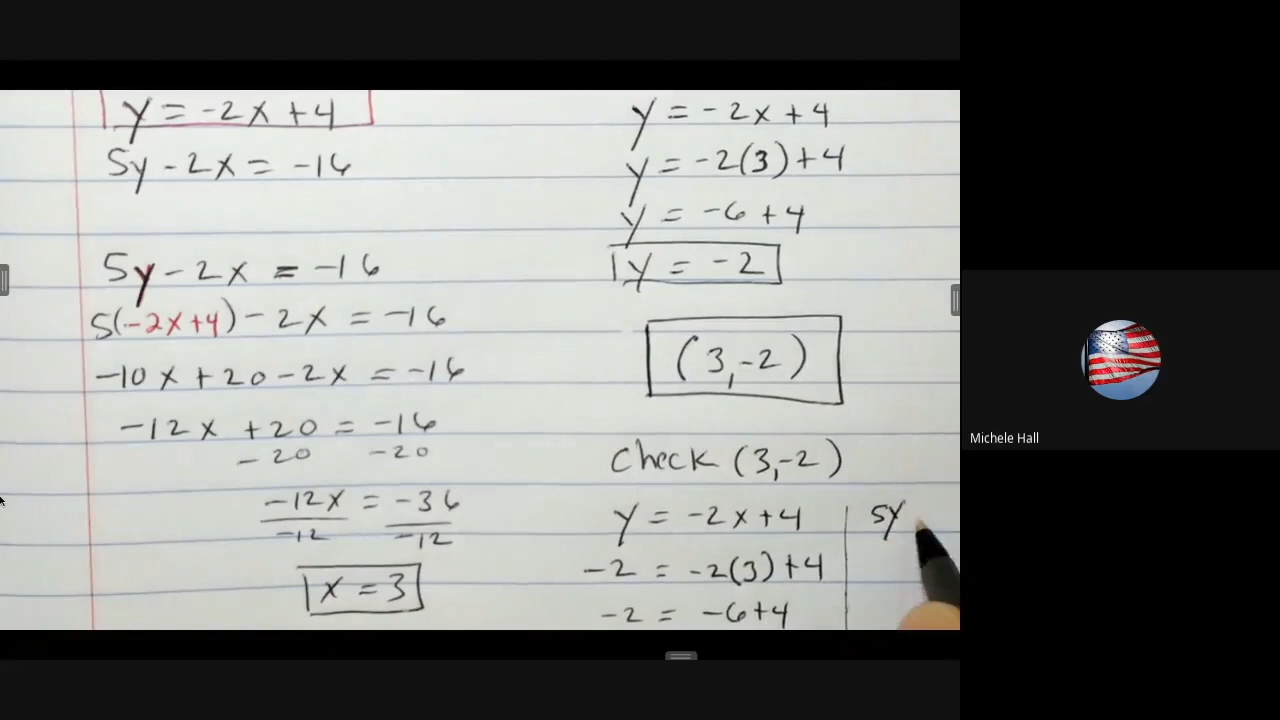 y = -2x +4
5y - 2x = -16
5y - 2x = -16
5(-2x+4) - 2x = -16
-10x + 20 - 2x = -16
-12x +20 = -16
-20 -20
-12x = -36
-12 -12
x = 3
y = -2x +4
y = -2(3) +4
y = -6 +4
y = -2
(3,-2)
Check (3,-2)
y = -2x+4
-2 = -2(3)+4
-2 = -6+4
5y
Michele Hall